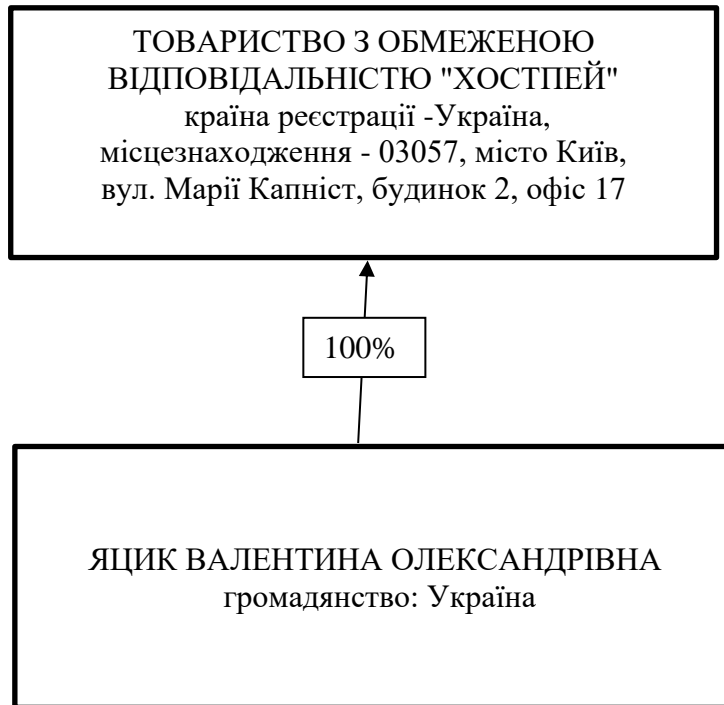 ТОВАРИСТВО З ОБМЕЖЕНОЮ
ВІДПОВІДАЛЬНІСТЮ "ХОСТПЕЙ"
країна реєстрації -Україна,
місцезнаходження - 03057, місто Київ,
вул. Марії Капніст, будинок 2, офіс 17
100%
ЯЦИК ВАЛЕНТИНА ОЛЕКСАНДРІВНА
громадянство: Україна